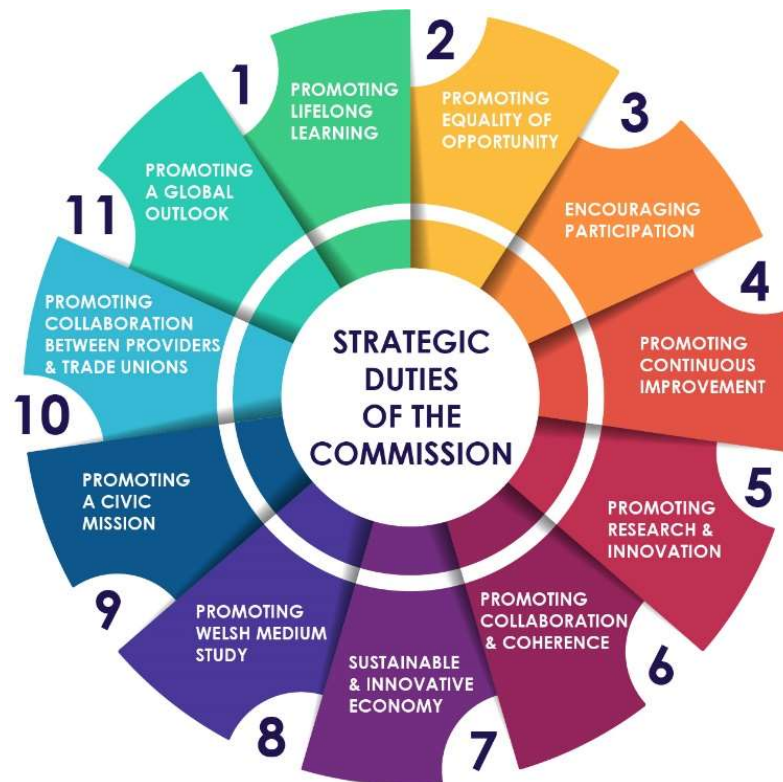 STRATEGIC
DUTIES
OF THE
COMMISSION
1
PROMOTING
LIFELONG
LEARNING
2
PROMOTING
EQUALITY OF
OPPORTUNITY
3
ENCOURAGING
PARTICIPATION
4
PROMOTING
CONTINUOUS
IMPROVEMENT
5
PROMOTING
RESEARCH &
INNOVATION
6
PROMOTING
COLLABORATION
& COHERENCE
7
SUSTAINABLE
& INNOVATIVE
ECONOMY
8
PROMOTING
WELSH MEDIUM
STUDY
9
PROMOTING
A CIVIC
MISSION
10
PROMOTING
COLLABORATION
BETWEEN PROVIDERS
& TRADE UNIONS
11
PROMOTING
A GLOBAL
OUTLOOK